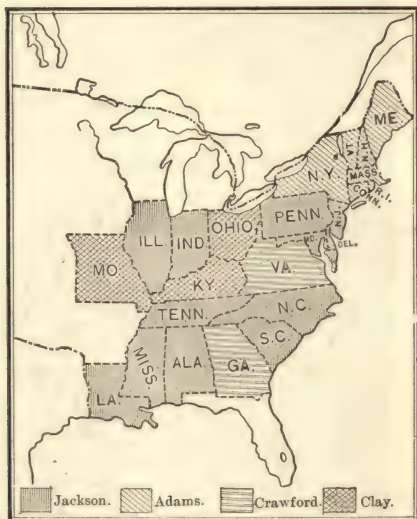 ME.
VT.
N.H.
N.Y.
MASS.
R.I.
CONN.
PENN.
N.J.
OHIO
MD.
DEL.
ILL.
IND.
VA.
MO.
KY.
TENN.
N.C.
S.C.
MISS.
ALA.
GA.
LA.
Jackson. Adams. Crawford. Clay.